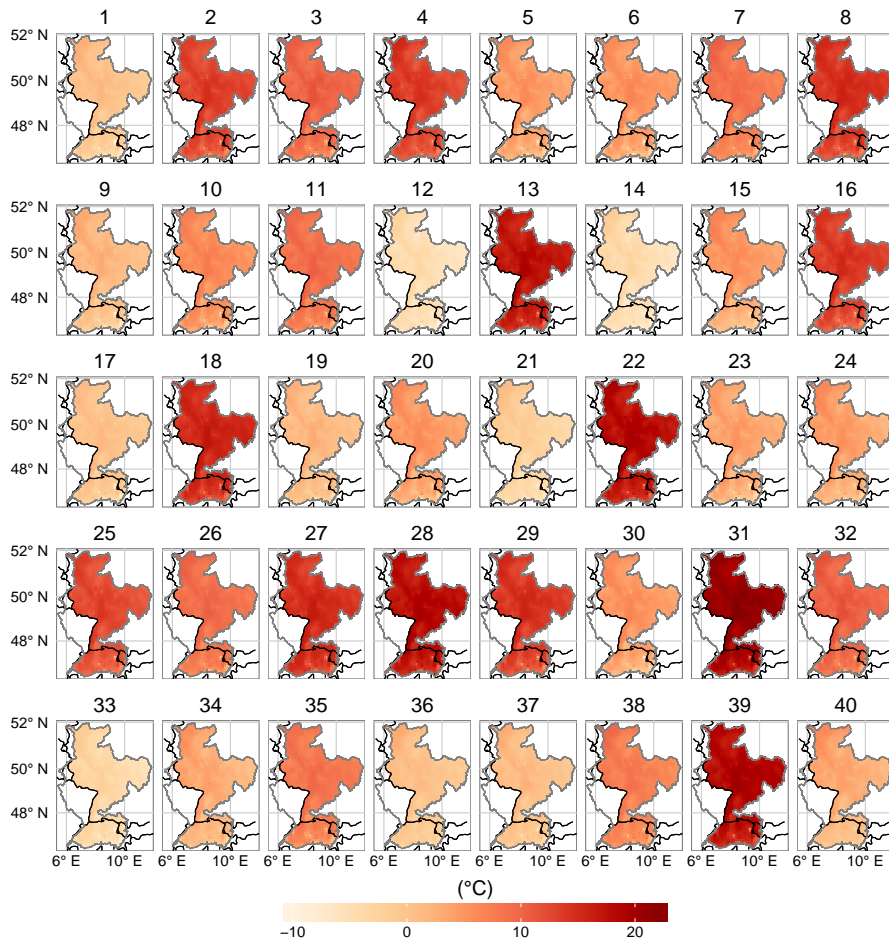 1 2 3 4 5 6 7 8
52° N
50° N
48° N
9 10 11 12 13 14 15 16
52° N
50° N
48° N
17 18 19 20 21 22 23 24
52° N
50° N
48° N
25 26 27 28 29 30 31 32
52° N
50° N
48° N
33 34 35 36 37 38 39 40
52° N
50° N
48° N
6° E 10° E 6° E 10° E 6° E 10° E 6° E 10° E 6° E 10° E 6° E 10° E 6° E 10° E 6° E 10° E
(°C)
−10 0 10 20